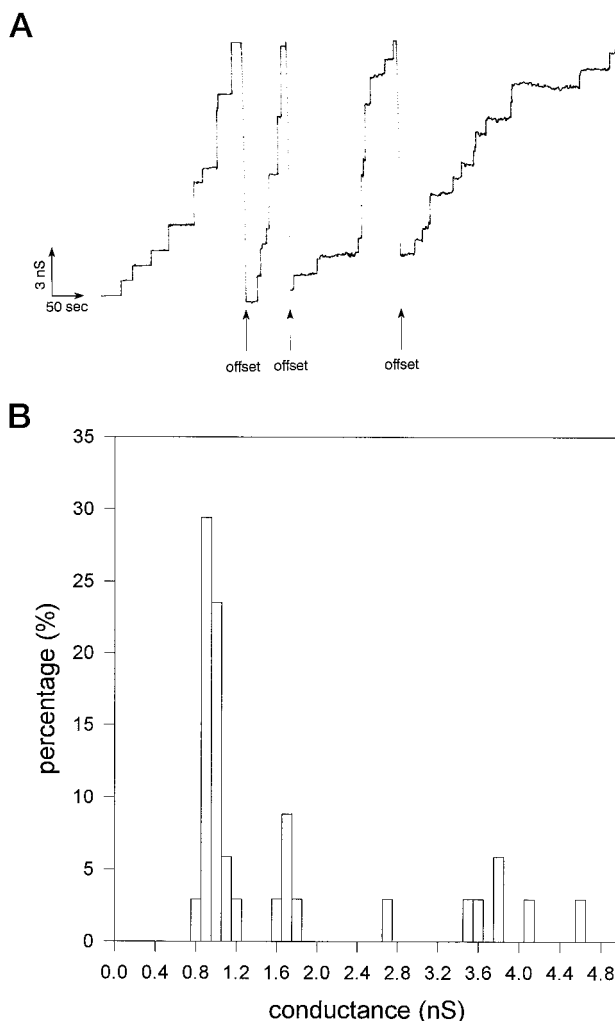 A
3 nS
50 sec
offset
offset
offset
B
35
30
25
20
15
10
5
0
percentage (%)
0.0 0.4 0.8 1.2 1.6 2.0 2.4 2.8 3.2 3.6 4.0 4.4 4.8
conductance (nS)